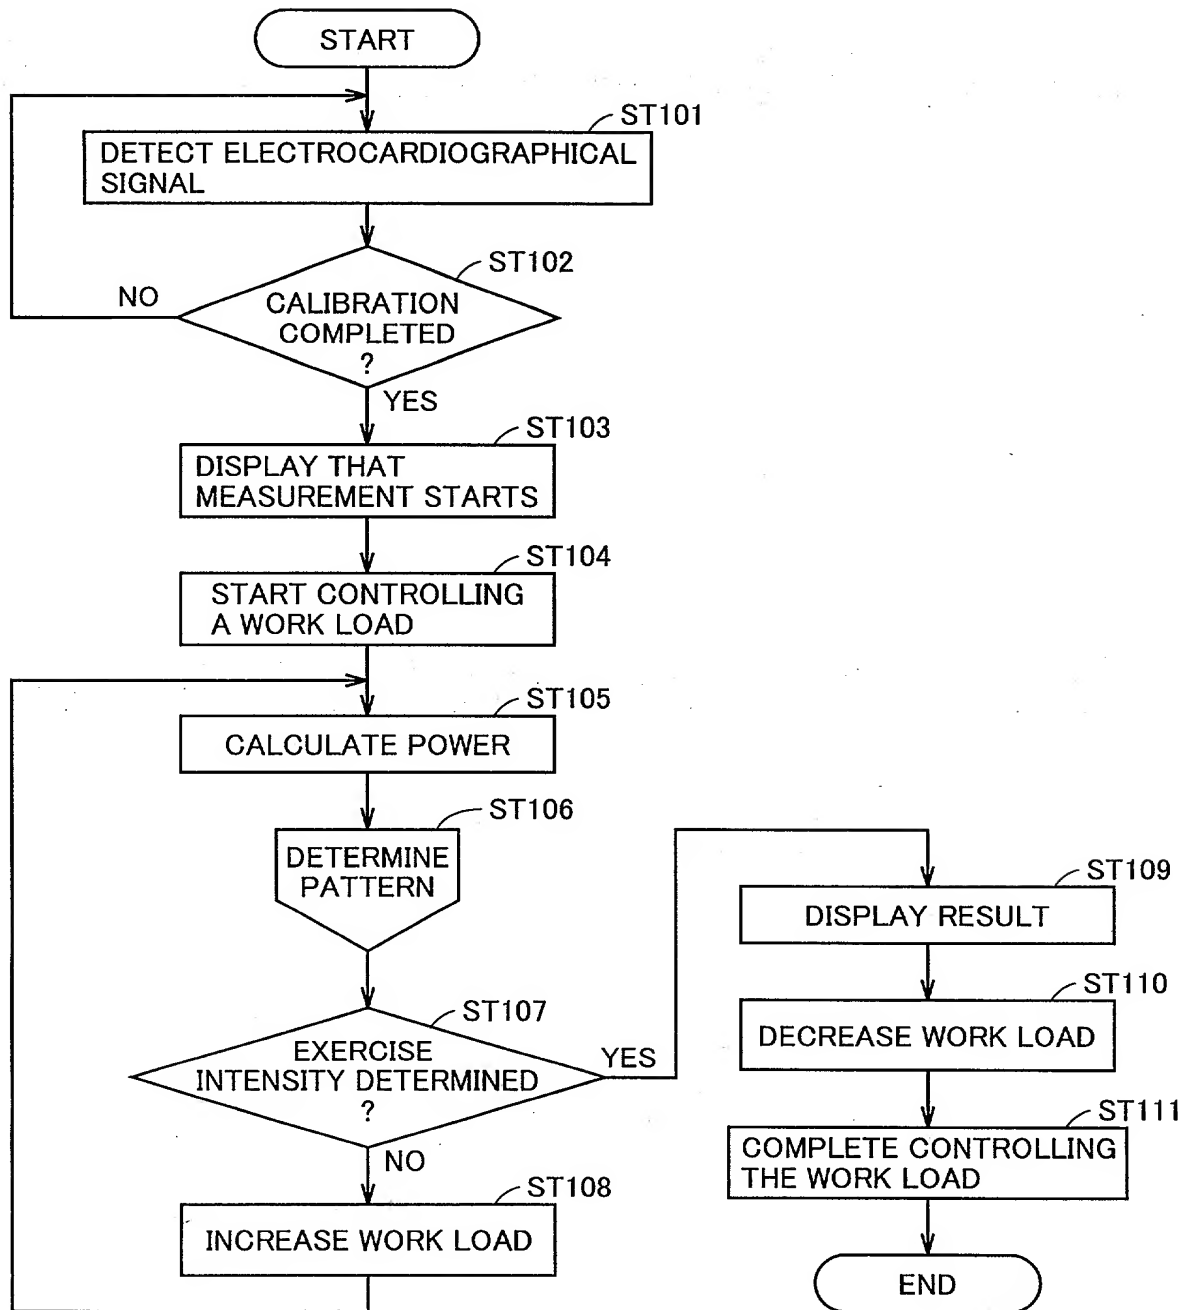 START
ST101
DETECT ELECTROCARDIOGRAPHICAL
SIGNAL
ST102
NO
CALIBRATION
COMPLETED
?
YES
ST103
DISPLAY THAT
MEASUREMENT STARTS
ST104
START CONTROLLING
A WORK LOAD
ST105
CALCULATE POWER
ST106
DETERMINE
PATTERN
ST107
EXERCISE
INTENSITY DETERMINED
?
YES
NO
ST108
INCREASE WORK LOAD
ST109
DISPLAY RESULT
ST110
DECREASE WORK LOAD
ST111
COMPLETE CONTROLLING
THE WORK LOAD
END